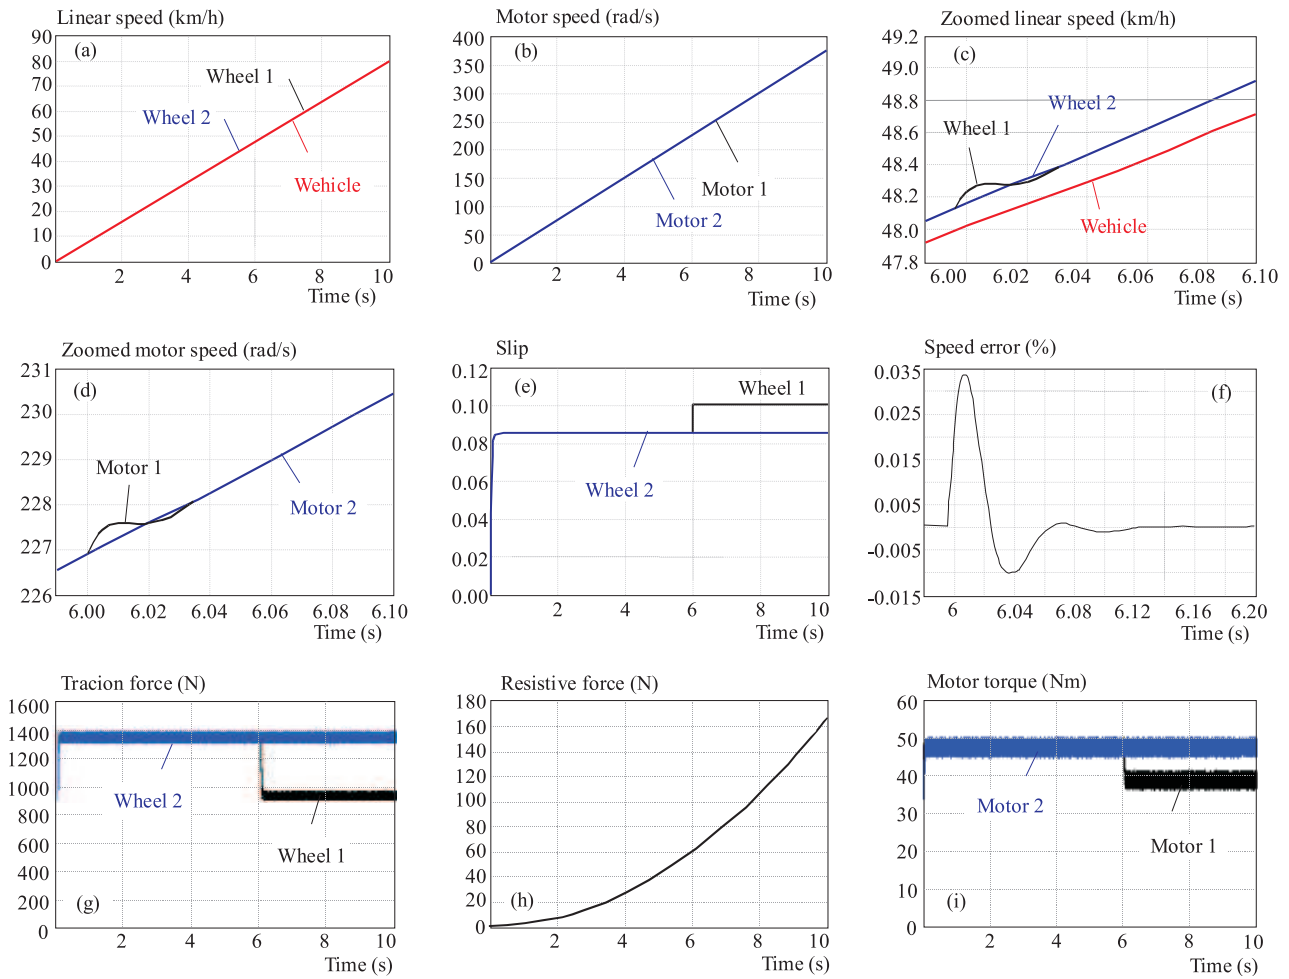 Linear speed (km/h)
90
80
70
60
50
40
30
20
10
0
(a)
Wheel 1
Wheel 2
Wehicle
2
4
6
8
10
Time (s)
Motor speed (rad/s)
400
350
300
250
200
150
100
50
0
(b)
Motor 1
Motor 2
2
4
6
8
10
Time (s)
Zoomed linear speed (km/h)
49.2
49.0
48.8
48.6
48.4
48.2
48.0
47.8
(c)
Wheel 2
Wheel 1
Wehicle
6.00
6.02
6.04
6.06
6.10
Time (s)
Zoomed motor speed (rad/s)
231
230
229
228
227
226
(d)
Motor 1
Motor 2
6.00
6.02
6.04
6.06
6.10
Time (s)
Slip
0.12
0.10
0.08
0.06
0.04
0.02
0.00
(e)
Wheel 1
Wheel 2
2
4
6
8
10
Time (s)
Speed error (%)
0.035
0.025
0.015
0.005
-0.005
-0.015
(f)
6
6.04
6.08
6.12
6.16
6.20
Time (s)
Tracion force (N)
1600
1400
1200
1000
800
600
400
200
0
Wheel 2
Wheel 1
(g)
2
4
6
8
10
Time (s)
Resistive force (N)
180
160
140
120
100
80
60
40
20
0
(h)
2
4
6
8
10
Time (s)
Motor torque (Nm)
60
50
40
30
20
10
0
Motor 2
Motor 1
(i)
2
4
6
8
10
Time (s)